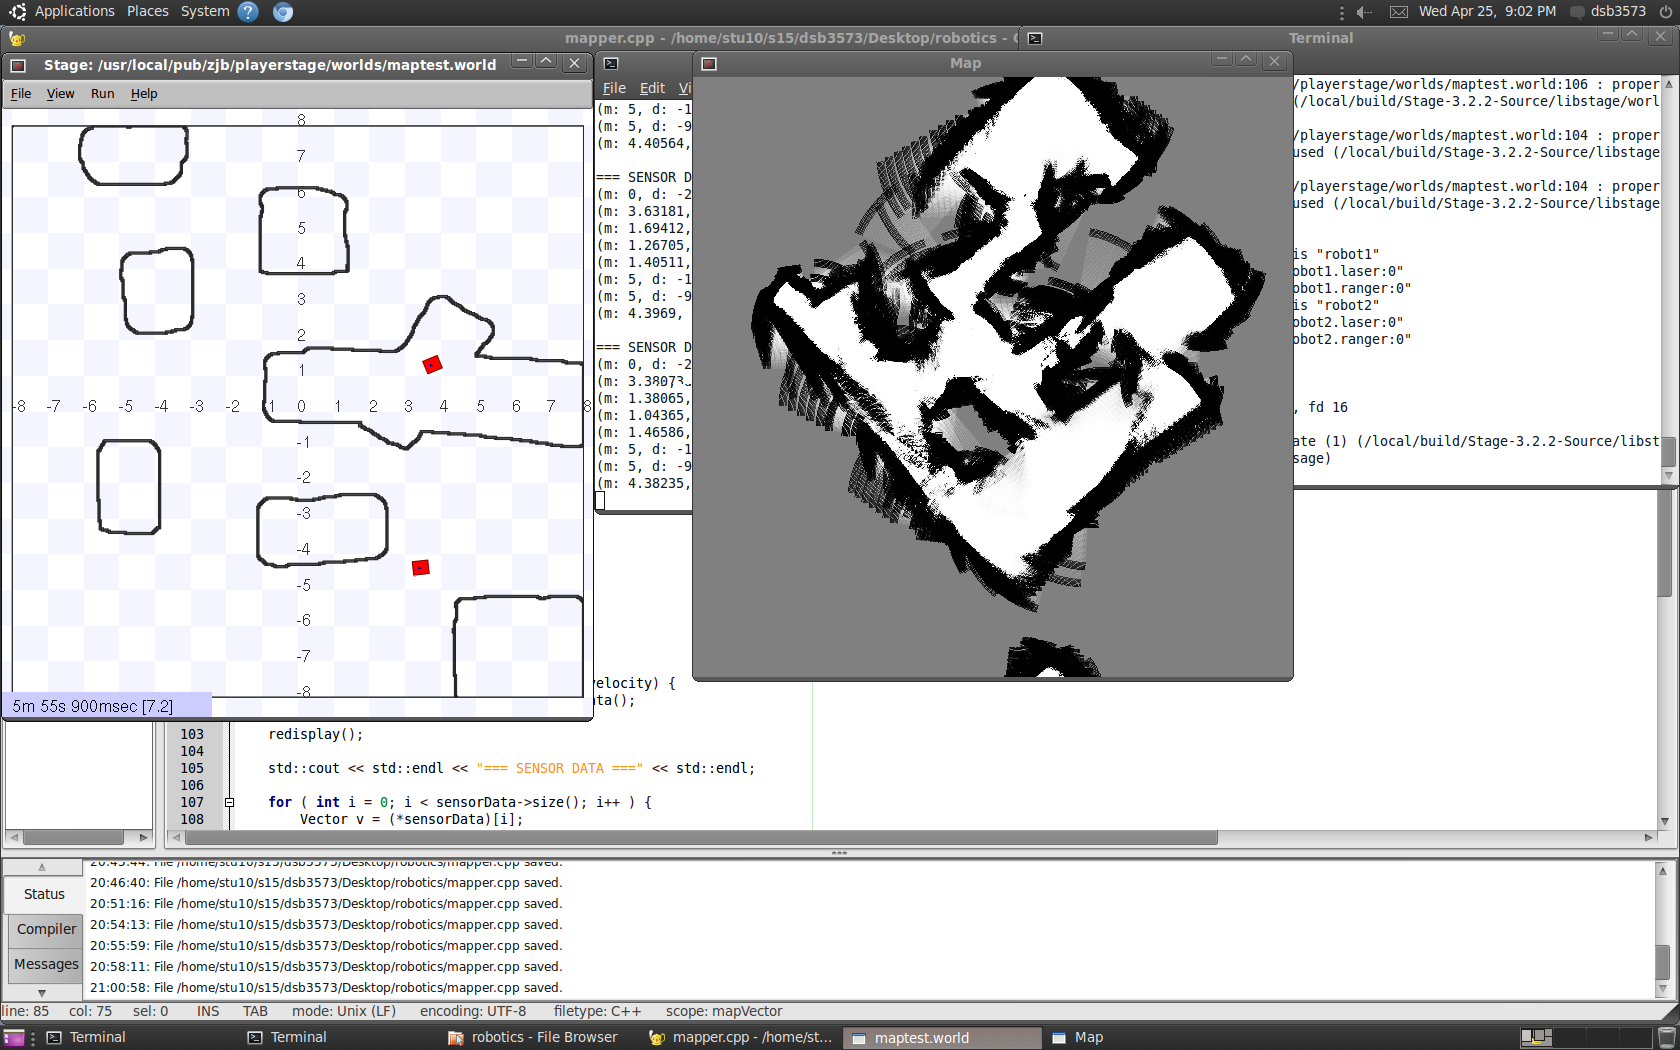 Applications Places System ? Wed Apr 25, 9:02 PM dsb3573
mapper.cpp - /home/stu10/s15/dsb3573/Desktop/robotics -
Terminal
Stage: /usr/local/pub/zjb/playerstage/worlds/maptest.world
File View Run Help
8
7
6
5
4
3
2
1
-8 -7 -6 -5 -4 -3 -2 -1 0 1 2 3 4 5 6 7 8
-1
-2
-3
-4
-5
-6
-7
-8
5m 55s 900msec [7.2]
File Edit Vi
(m: 5, d: -1
(m: 5, d: -9
(m: 4.40564,
=== SENSOR D
(m: 0, d: -2
(m: 3.63181,
(m: 1.69412,
(m: 1.26705,
(m: 1.40511,
(m: 5, d: -1
(m: 5, d: -9
(m: 4.3969,
=== SENSOR D
(m: 0, d: -2
(m: 3.38073,
(m: 1.38065,
(m: 1.04365,
(m: 1.46586,
(m: 5, d: -1
(m: 5, d: -9
(m: 4.38235,
Map
/playerstage/worlds/maptest.world:106 : proper
(/local/build/Stage-3.2.2-Source/libstage/worl
/playerstage/worlds/maptest.world:104 : proper
used (/local/build/Stage-3.2.2-Source/libstage
/playerstage/worlds/maptest.world:104 : proper
used (/local/build/Stage-3.2.2-Source/libstage
is "robot1"
obot1.laser:0"
obot1.ranger:0"
is "robot2"
obot2.laser:0"
obot2.ranger:0"
, fd 16
ate (1) (/local/build/Stage-3.2.2-Source/libst
sage)
velocity) {
ata();
103 redisplay();
104
105 std::cout << std::endl << "=== SENSOR DATA ===" << std::endl;
106
107 for ( int i = 0; i < sensorData->size(); i++ ) {
108 Vector v = (*sensorData)[i];
Status
Compiler
Messages
20:45:44: File /home/stu10/s15/dsb3573/Desktop/robotics/mapper.cpp saved.
20:46:40: File /home/stu10/s15/dsb3573/Desktop/robotics/mapper.cpp saved.
20:51:16: File /home/stu10/s15/dsb3573/Desktop/robotics/mapper.cpp saved.
20:54:13: File /home/stu10/s15/dsb3573/Desktop/robotics/mapper.cpp saved.
20:55:59: File /home/stu10/s15/dsb3573/Desktop/robotics/mapper.cpp saved.
20:58:11: File /home/stu10/s15/dsb3573/Desktop/robotics/mapper.cpp saved.
21:00:58: File /home/stu10/s15/dsb3573/Desktop/robotics/mapper.cpp saved.
line: 85 col: 75 sel: 0 INS TAB mode: Unix (LF) encoding: UTF-8 filetype: C++ scope: mapVector
Terminal Terminal robotics - File Browser mapper.cpp - /home/st... maptest.world Map